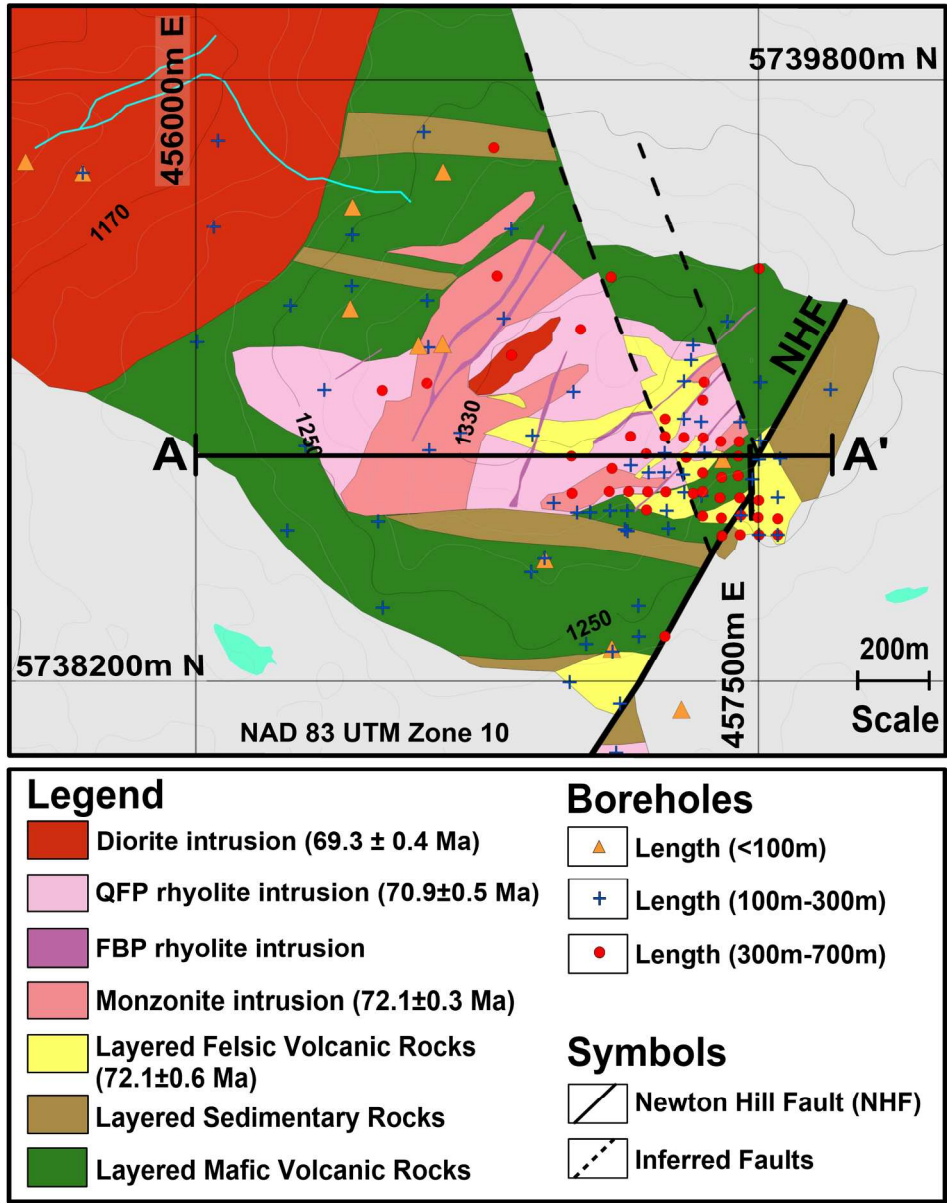 456000m E
5739800m N
1170
NHF
1330
1250
A
A'
1250
457500m E
200m
Scale
5738200m N
NAD 83 UTM Zone 10
Legend
Diorite intrusion (69.3 ± 0.4 Ma)
QFP rhyolite intrusion (70.9±0.5 Ma)
FBP rhyolite intrusion
Monzonite intrusion (72.1±0.3 Ma)
Layered Felsic Volcanic Rocks
(72.1±0.6 Ma)
Layered Sedimentary Rocks
Layered Mafic Volcanic Rocks
Boreholes
Length (<100m)
Length (100m-300m)
Length (300m-700m)
Symbols
Newton Hill Fault (NHF)
Inferred Faults